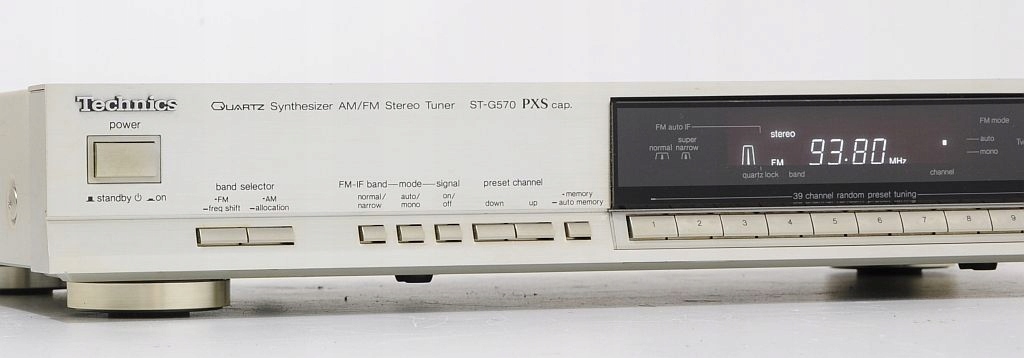 Technics
QUARTZ Synthesizer AM/FM Stereo Tuner ST-G570 PXS cap.
power
standby on
band selector
-FM -AM
-freq shift -allocation
FM-IF band mode signal
normal/ auto/ on/
narrow mono off
preset channel
down up
-memory
-auto memory
FM auto IF
super
normal narrow
stereo
FM 93.80 MHz
quartz lock band channel
FM mode
auto
mono
39 channel random preset tuning
1 2 3 4 5 6 7 8 9